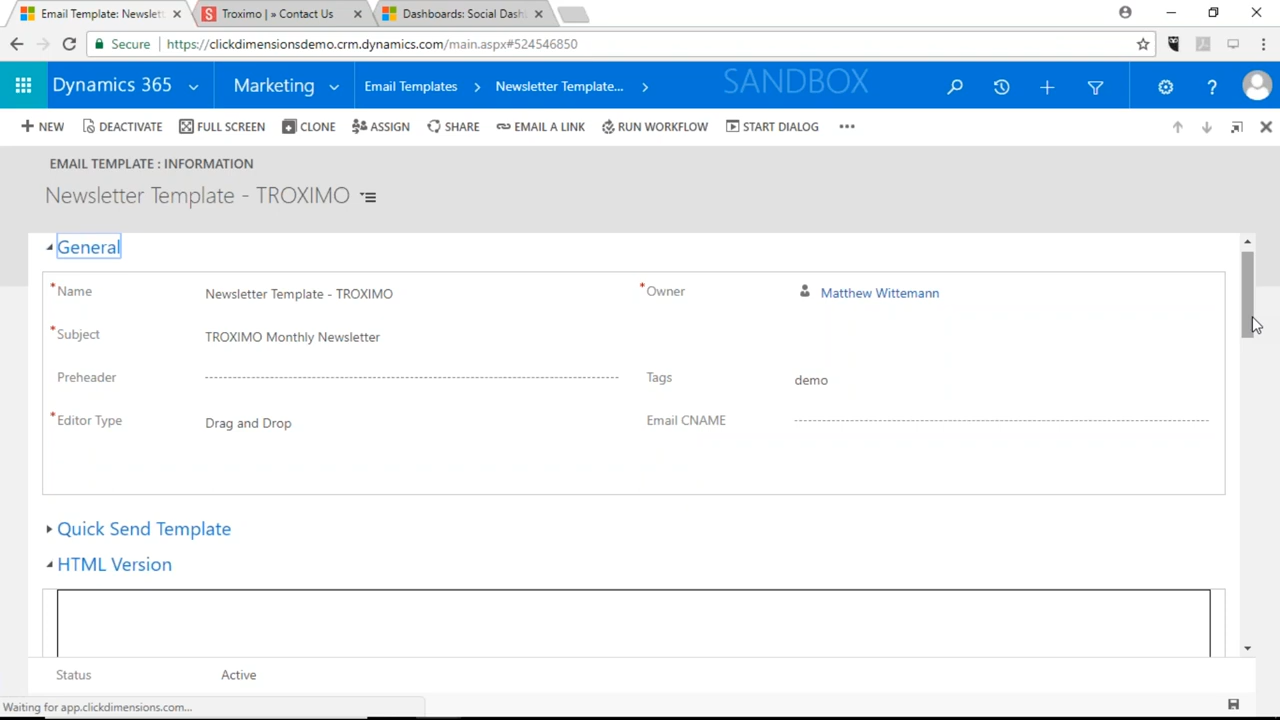 Email Template: Newslett
Troximo | » Contact Us
Dashboards: Social Dash
Secure
https://clickdimensionsdemo.crm.dynamics.com/main.aspx#524546850
Dynamics 365
Marketing
Email Templates
Newsletter Template...
SANDBOX
NEW
DEACTIVATE
FULL SCREEN
CLONE
ASSIGN
SHARE
EMAIL A LINK
RUN WORKFLOW
START DIALOG
EMAIL TEMPLATE : INFORMATION
Newsletter Template - TROXIMO
General
* Name Newsletter Template - TROXIMO
* Owner Matthew Wittemann
* Subject TROXIMO Monthly Newsletter
Preheader
Tags demo
* Editor Type Drag and Drop
Email CNAME
Quick Send Template
HTML Version
Status Active
Waiting for app.clickdimensions.com...